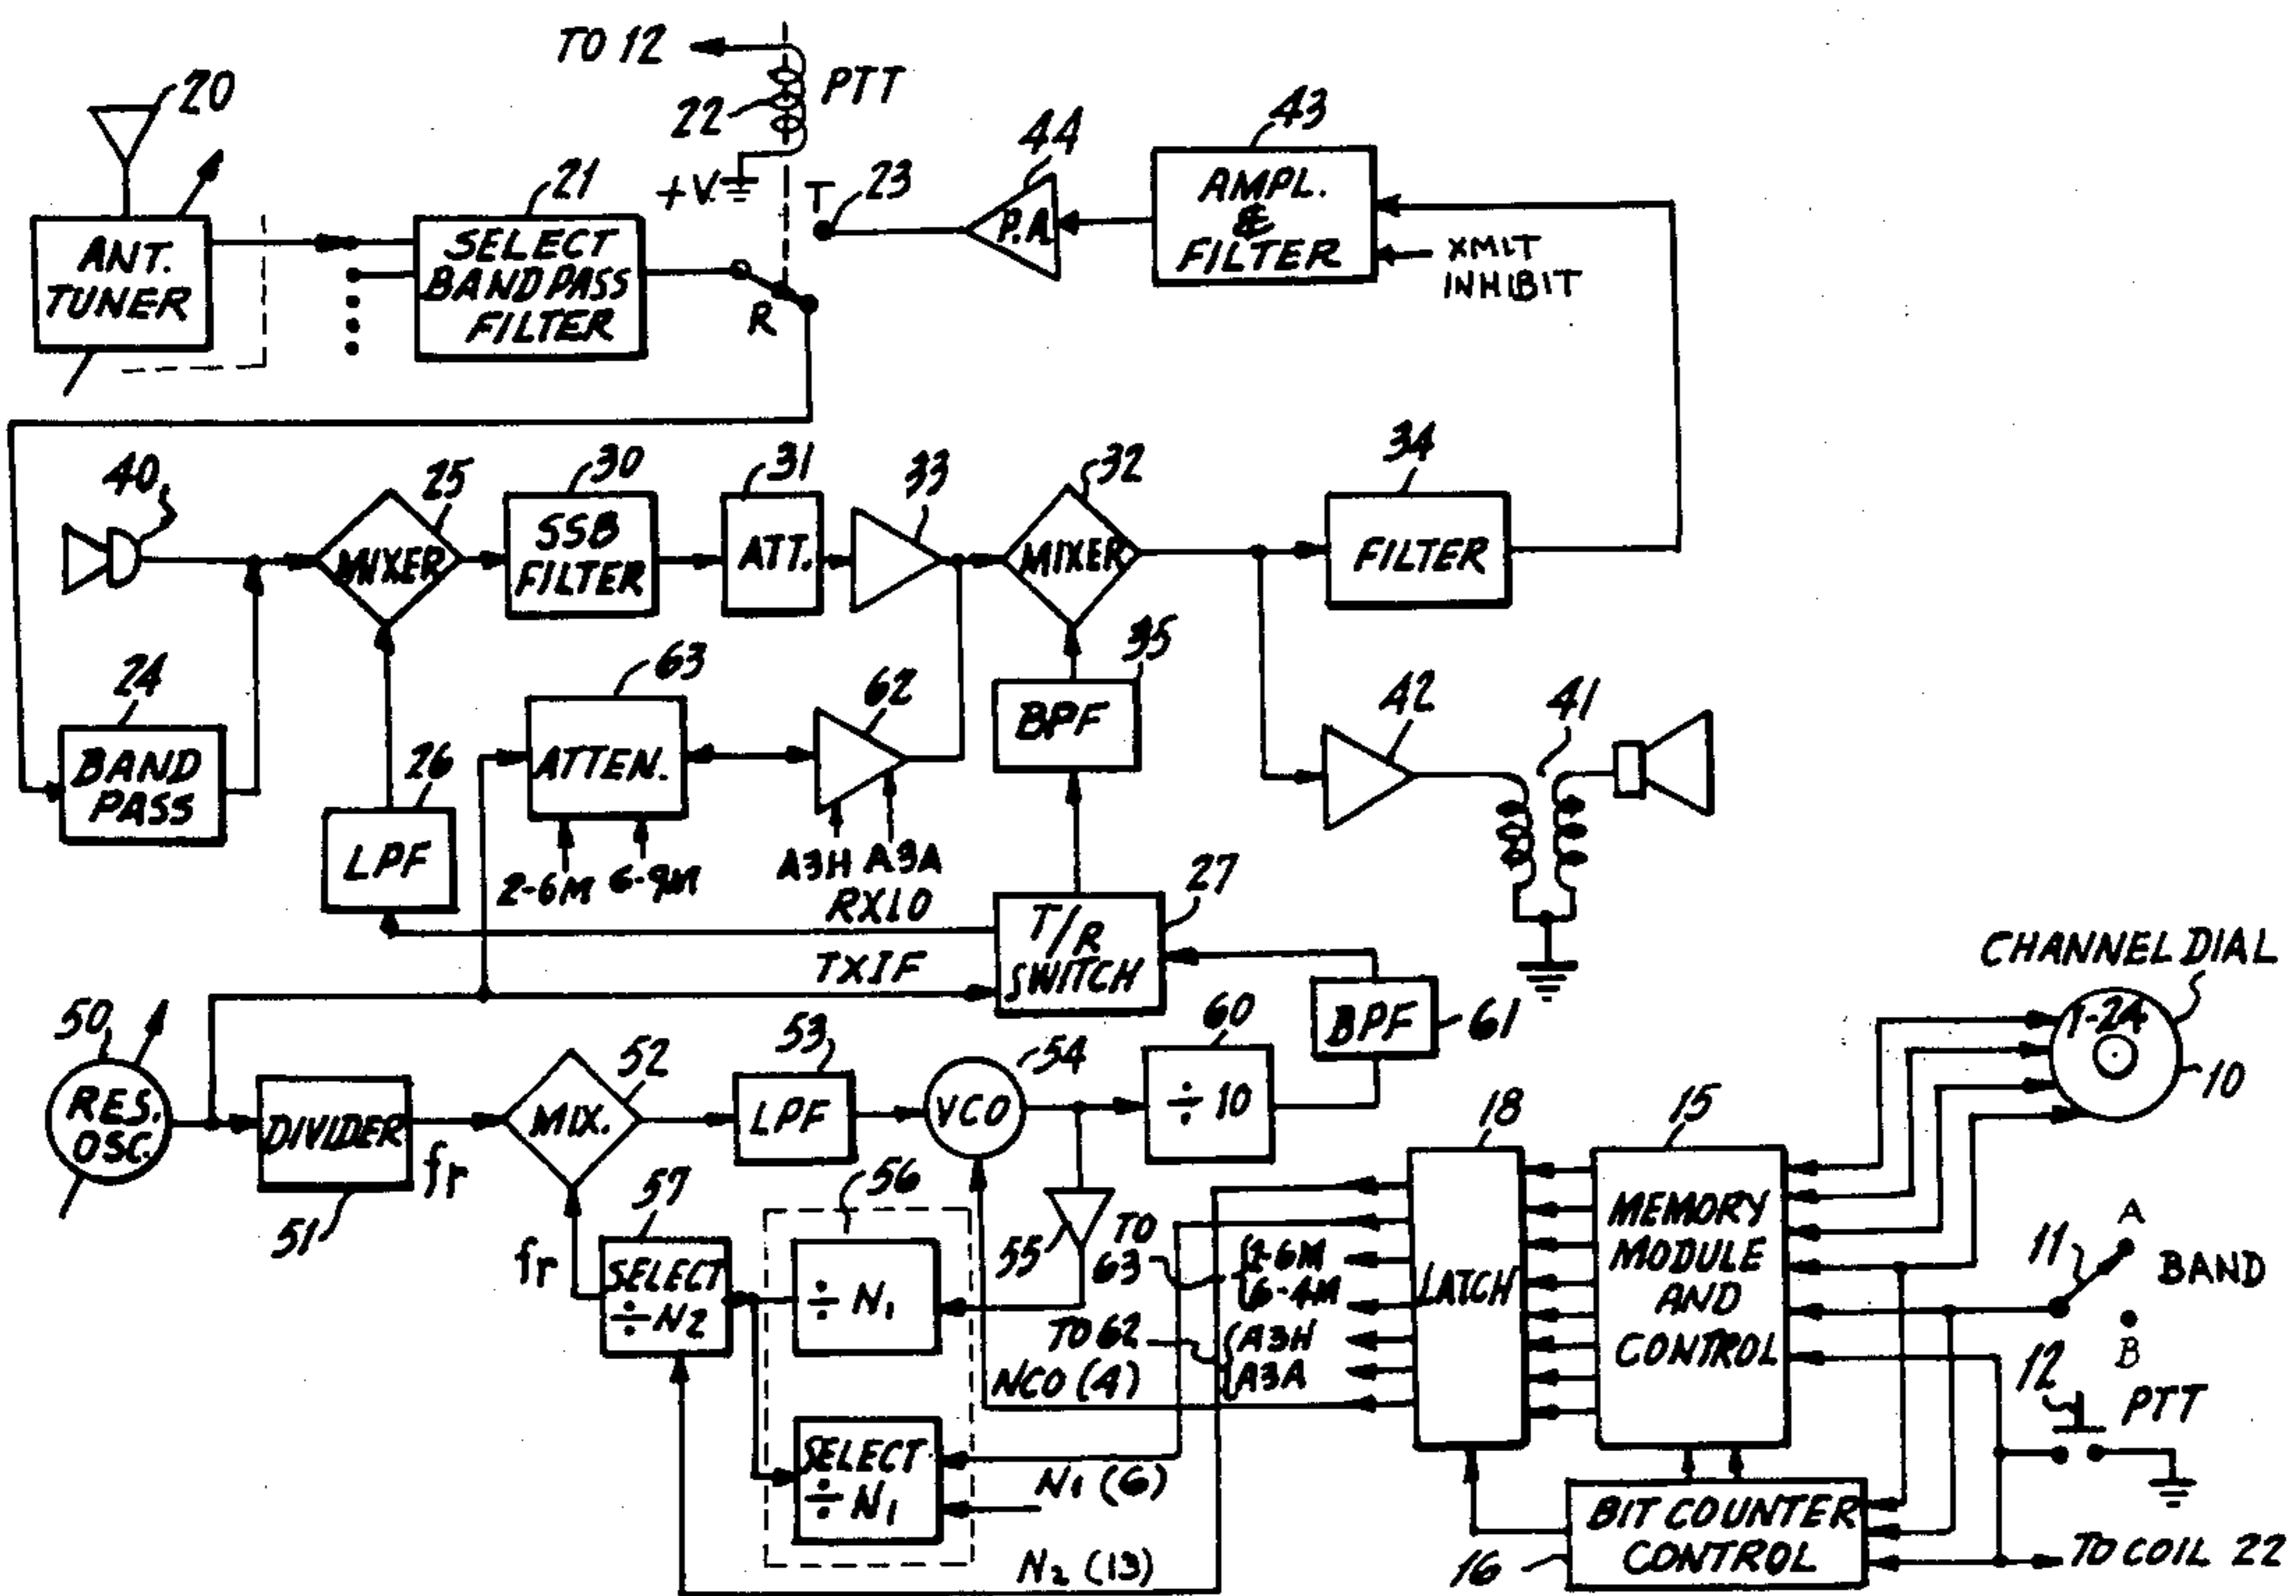 TO 12
PTT
22
+V
20
ANT.
TUNER
21
SELECT
BANDPASS
FILTER
T
23
R
44
P.A.
43
AMPL.
&
FILTER
XMIT
INHIBIT
40
25
MIXER
30
SSB
FILTER
31
ATT.
33
32
MIXER
34
FILTER
24
BAND
PASS
26
LPF
63
ATTEN.
2-6M 6-9M
62
A3H A3A
35
BPF
42
41
RXLO
TXIF
27
T/R
SWITCH
50
RES.
OSC.
DIVIDER
51
fr
52
MIX.
53
LPF
54
VCO
60
÷ 10
BPF
61
CHANNEL DIAL
1-24
10
57
SELECT
÷ N2
fr
56
÷ N1
SELECT
÷ N1
55
TO
63
2-6M
6-4M
TO 62
A3H
A3A
NCO (4)
N1 (6)
N2 (13)
18
LATCH
15
MEMORY
MODULE
AND
CONTROL
11
A
BAND
B
12
PTT
16
BIT COUNTER
CONTROL
TO COIL 22